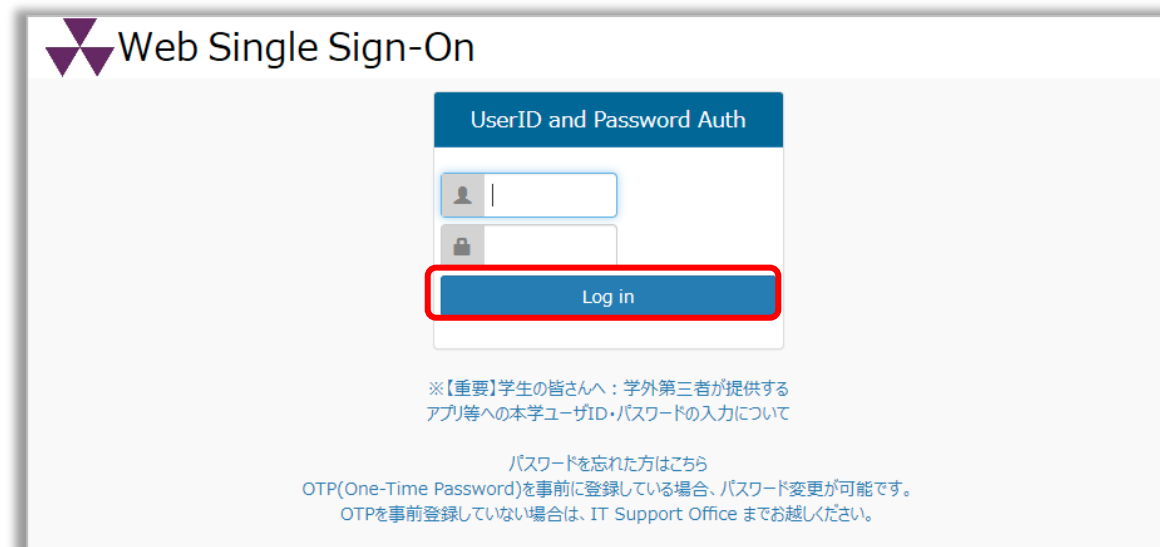 Web Single Sign-On
UserID and Password Auth
Log in
※【重要】学生の皆さんへ：学外第三者が提供する
アプリ等への本学ユーザID・パスワードの入力について
パスワードを忘れた方はこちら
OTP(One-Time Password)を事前に登録している場合、パスワード変更が可能です。
OTPを事前登録していない場合は、IT Support Office までお越しください。